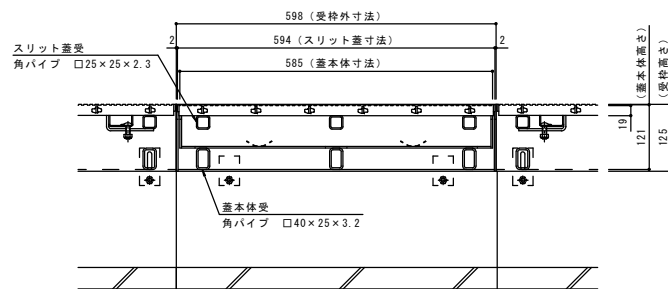 598（受枠外寸法）
2
594（スリット蓋寸法）
2
585（蓋本体寸法）
スリット蓋受
角パイプ　□25×25×2.3
蓋本体受
角パイプ　□40×25×3.2
19
121
（蓋本体高さ）
125
（受枠高さ）